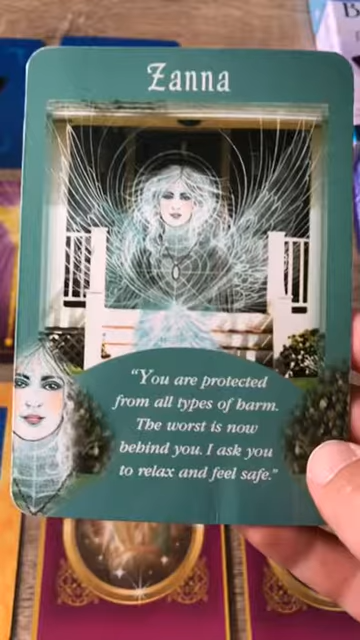 Zanna
"You are protected
from all types of harm.
The worst is now
behind you. I ask you
to relax and feel safe."